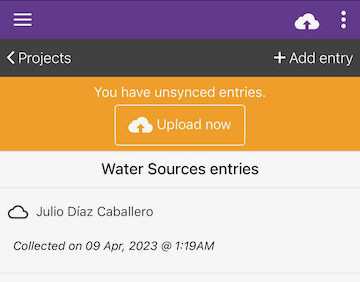 Projects
Add entry
You have unsynced entries.
Upload now
Water Sources entries
Julio Díaz Caballero
Collected on 09 Apr, 2023 @ 1:19AM